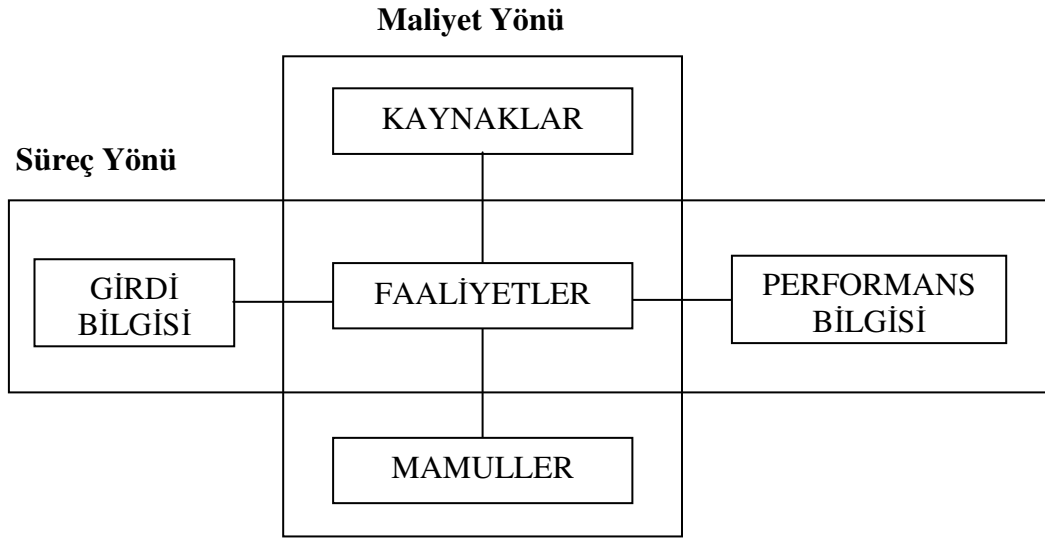 Maliyet Yönü
KAYNAKLAR
Süreç Yönü
GİRDİ
BİLGİSİ
FAALİYETLER
PERFORMANS
BİLGİSİ
MAMULLER